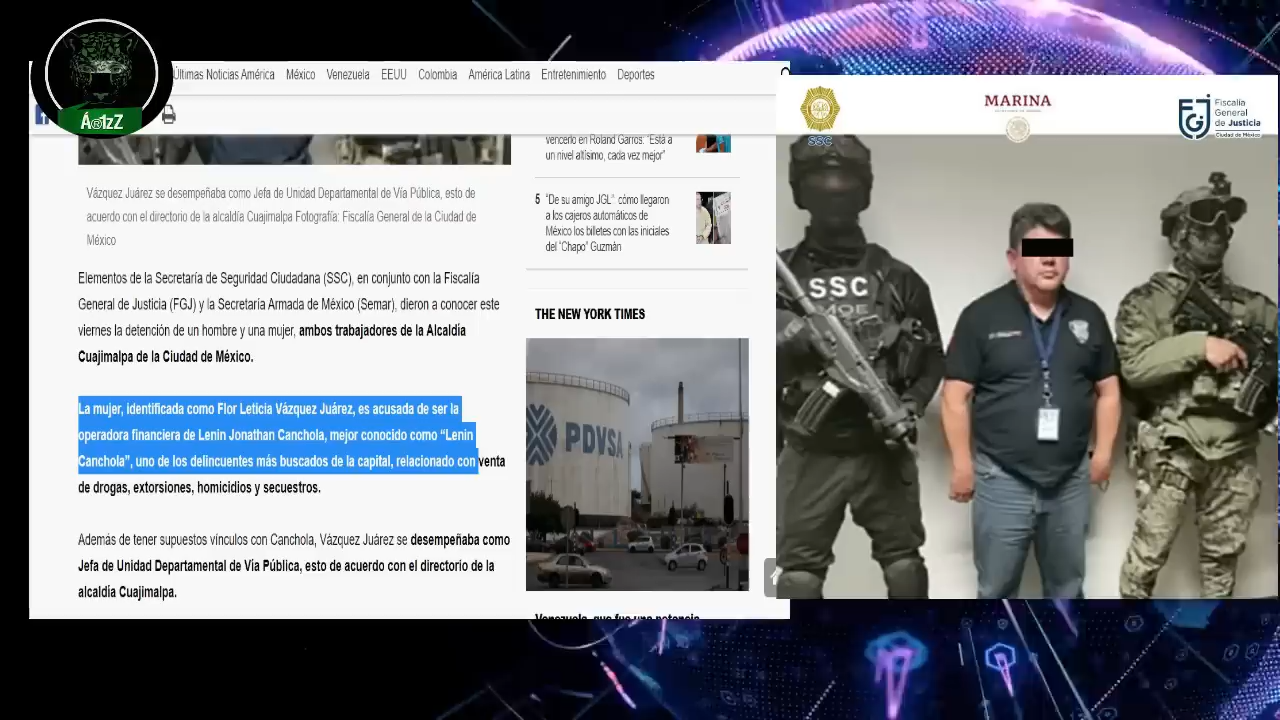 Últimas Noticias América México Venezuela EEUU Colombia América Latina Entretenimiento Deportes
Á®1zZ
Vázquez Juárez se desempeñaba como Jefa de Unidad Departamental de Vía Pública, esto de
acuerdo con el directorio de la alcaldía Cuajimalpa Fotografía: Fiscalía General de la Ciudad de
México
Elementos de la Secretaría de Seguridad Ciudadana (SSC), en conjunto con la Fiscalía
General de Justicia (FGJ) y la Secretaría Armada de México (Semar), dieron a conocer este
viernes la detención de un hombre y una mujer, ambos trabajadores de la Alcaldía
Cuajimalpa de la Ciudad de México.
La mujer, identificada como Flor Leticia Vázquez Juárez, es acusada de ser la
operadora financiera de Lenin Jonathan Canchola, mejor conocido como “Lenin
Canchola”, uno de los delincuentes más buscados de la capital, relacionado con venta
de drogas, extorsiones, homicidios y secuestros.
Además de tener supuestos vínculos con Canchola, Vázquez Juárez se desempeñaba como
Jefa de Unidad Departamental de Vía Pública, esto de acuerdo con el directorio de la
alcaldía Cuajimalpa.
vencerlo en Roland Garros: “Está a
un nivel altísimo, cada vez mejor”
5 “De su amigo JGL”: cómo llegaron
a los cajeros automáticos de
México los billetes con las iniciales
del “Chapo” Guzmán
THE NEW YORK TIMES
PDVSA
Venezuela, que fue una potencia
SSC
MARINA
Fiscalía
General
de Justicia
Ciudad de México
SSC